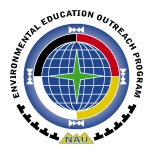 ENVIRONMENTAL EDUCATION OUTREACH PROGRAM
NAU